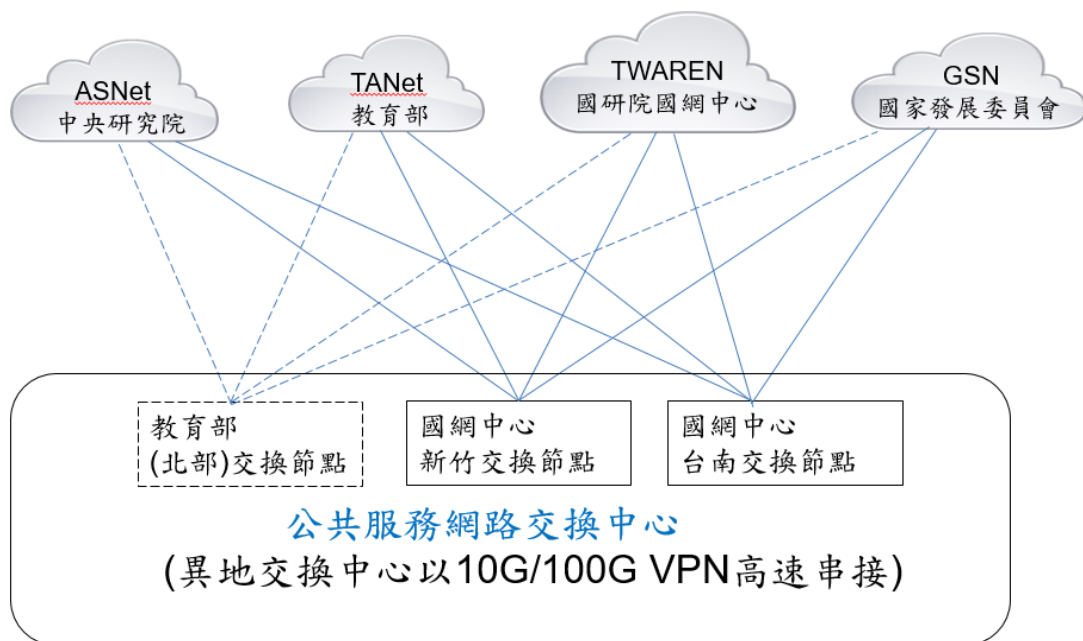 ASNet
中央研究院
TANet
教育部
TWAREN
國研院國網中心
GSN
國家發展委員會
教育部
(北部)交換節點
國網中心
新竹交換節點
國網中心
台南交換節點
公共服務網路交換中心
(異地交換中心以10G/100G VPN高速串接)